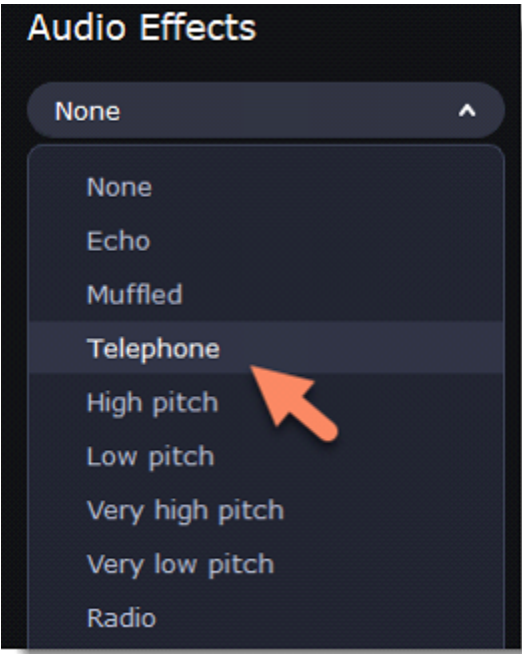 Audio Effects
None
None
Echo
Muffled
Telephone
High pitch
Low pitch
Very high pitch
Very low pitch
Radio